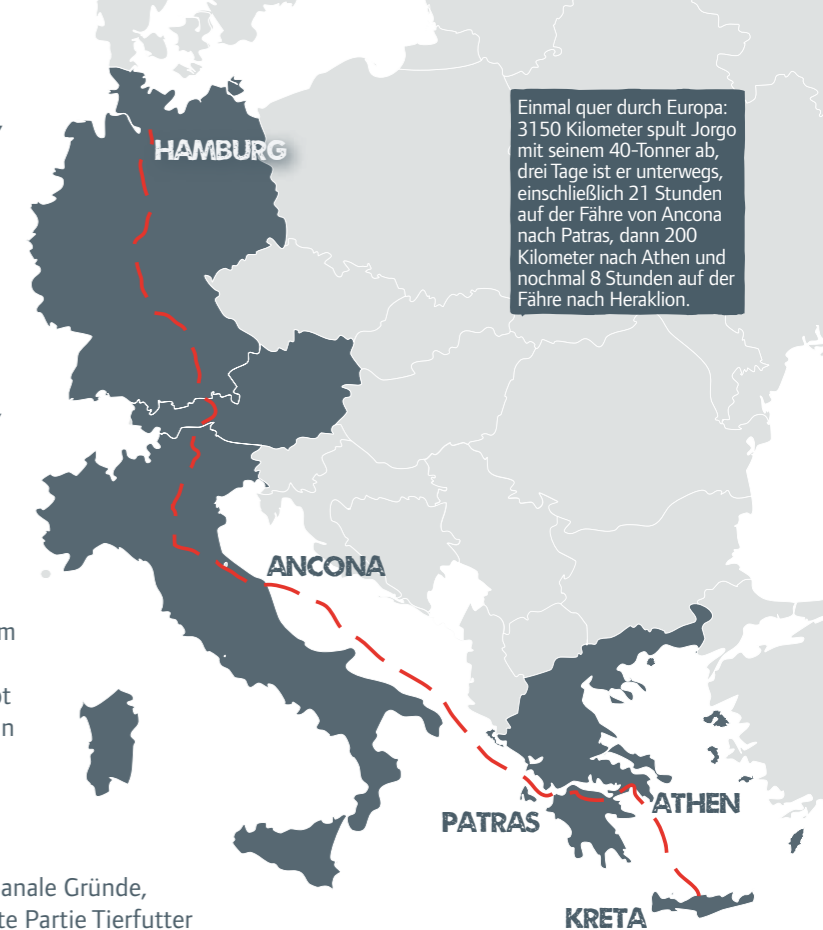 HAMBURG
Einmal quer durch Europa:
3150 Kilometer spult Jorgo
mit seinem 40-Tonner ab,
drei Tage ist er unterwegs,
einschließlich 21 Stunden
auf der Fähre von Ancona
nach Patras, dann 200
Kilometer nach Athen und
nochmal 8 Stunden auf der
Fähre nach Heraklion.
ANCONA
PATRAS
ATHEN
KRETA
Gründe,
Partie Tierfutter